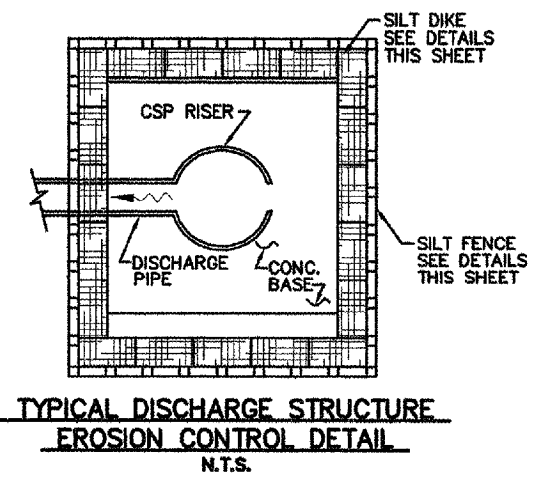 SILT DIKE
SEE DETAILS
THIS SHEET
CSP RISER
DISCHARGE
PIPE
CONC.
BASE
SILT FENCE
SEE DETAILS
THIS SHEET
TYPICAL DISCHARGE STRUCTURE
EROSION CONTROL DETAIL
N.T.S.